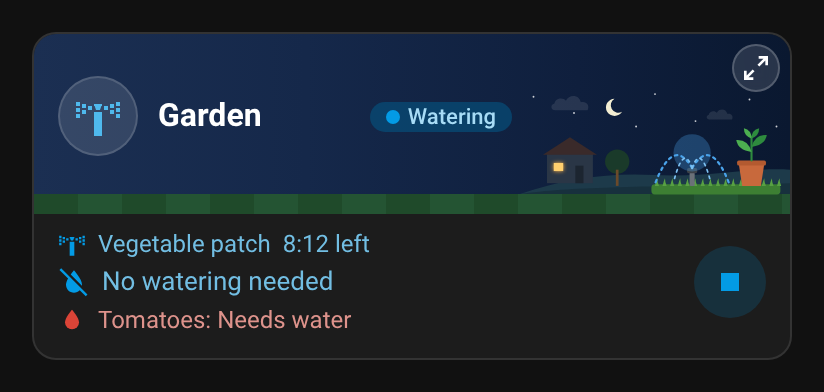 Garden
Watering
Vegetable patch 8:12 left
No watering needed
Tomatoes: Needs water